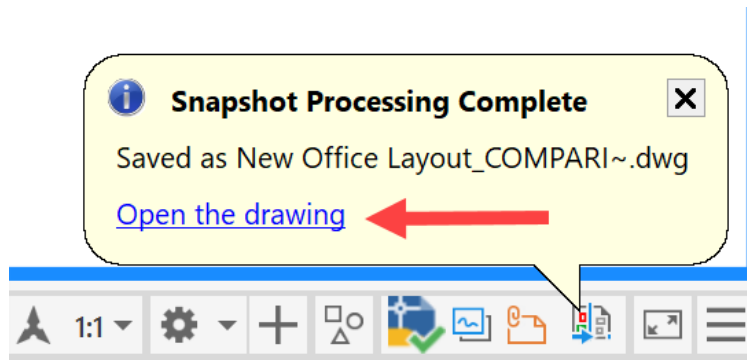 Snapshot Processing Complete
Saved as New Office Layout_COMPARI~.dwg
Open the drawing
1:1